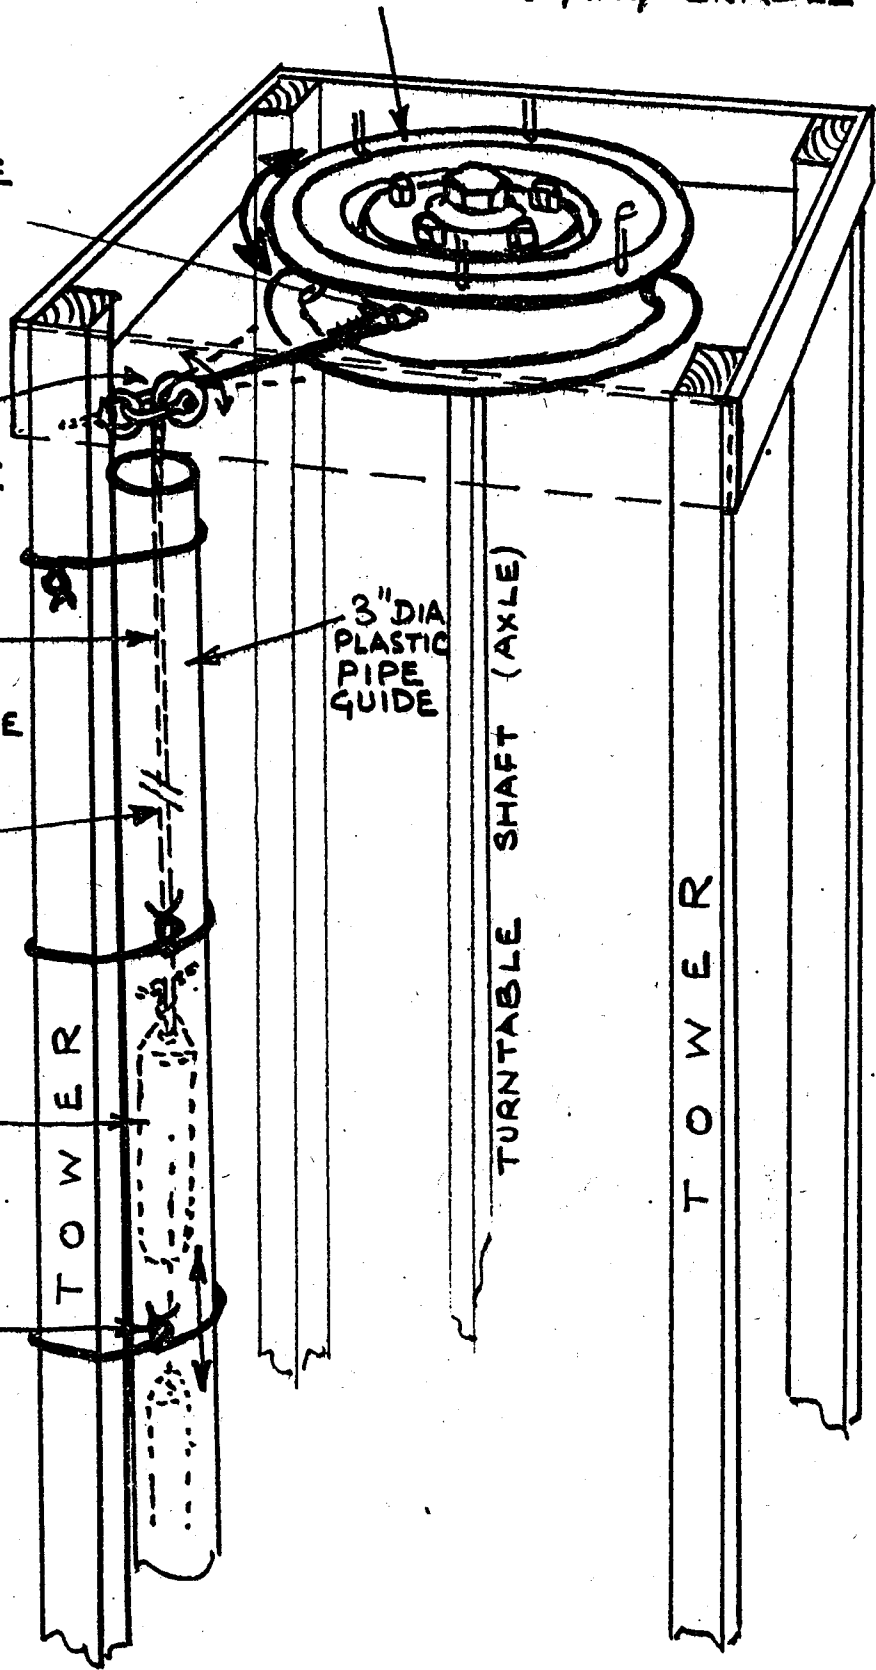 3" DIA
PLASTIC
PIPE
GUIDE
TURNTABLE SHAFT (AXLE)
TOWER
TOWER